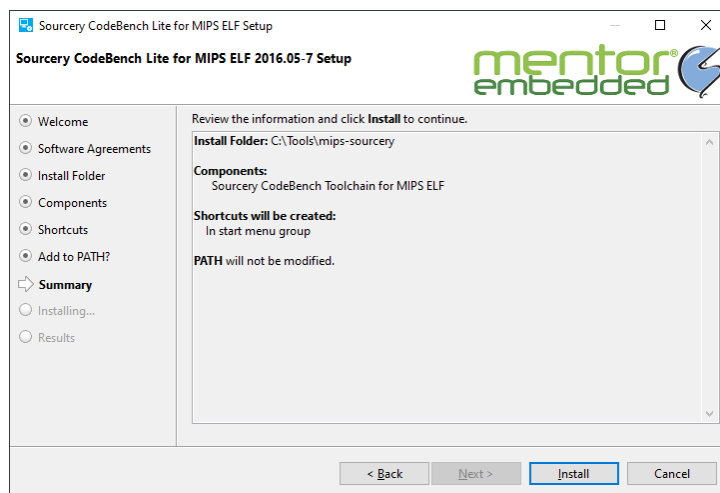 Sourcery CodeBench Lite for MIPS ELF Setup
Sourcery CodeBench Lite for MIPS ELF 2016.05-7 Setup
mentor®
embedded
Welcome
Software Agreements
Install Folder
Components
Shortcuts
Add to PATH?
Summary
Installing...
Results
Review the information and click Install to continue.
Install Folder: C:\Tools\mips-sourcery
Components:
Sourcery CodeBench Toolchain for MIPS ELF
Shortcuts will be created:
In start menu group
PATH will not be modified.
< Back
Next >
Install
Cancel